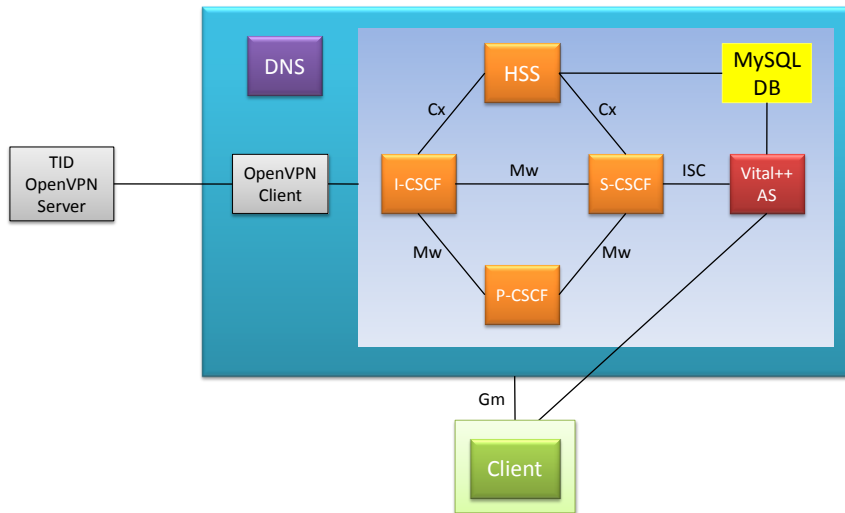 DNS
HSS
MySQL
DB
Cx
Cx
TID
OpenVPN
Server
OpenVPN
Client
I-CSCF
Mw
S-CSCF
ISC
Vital++
AS
Mw
Mw
P-CSCF
Gm
Client